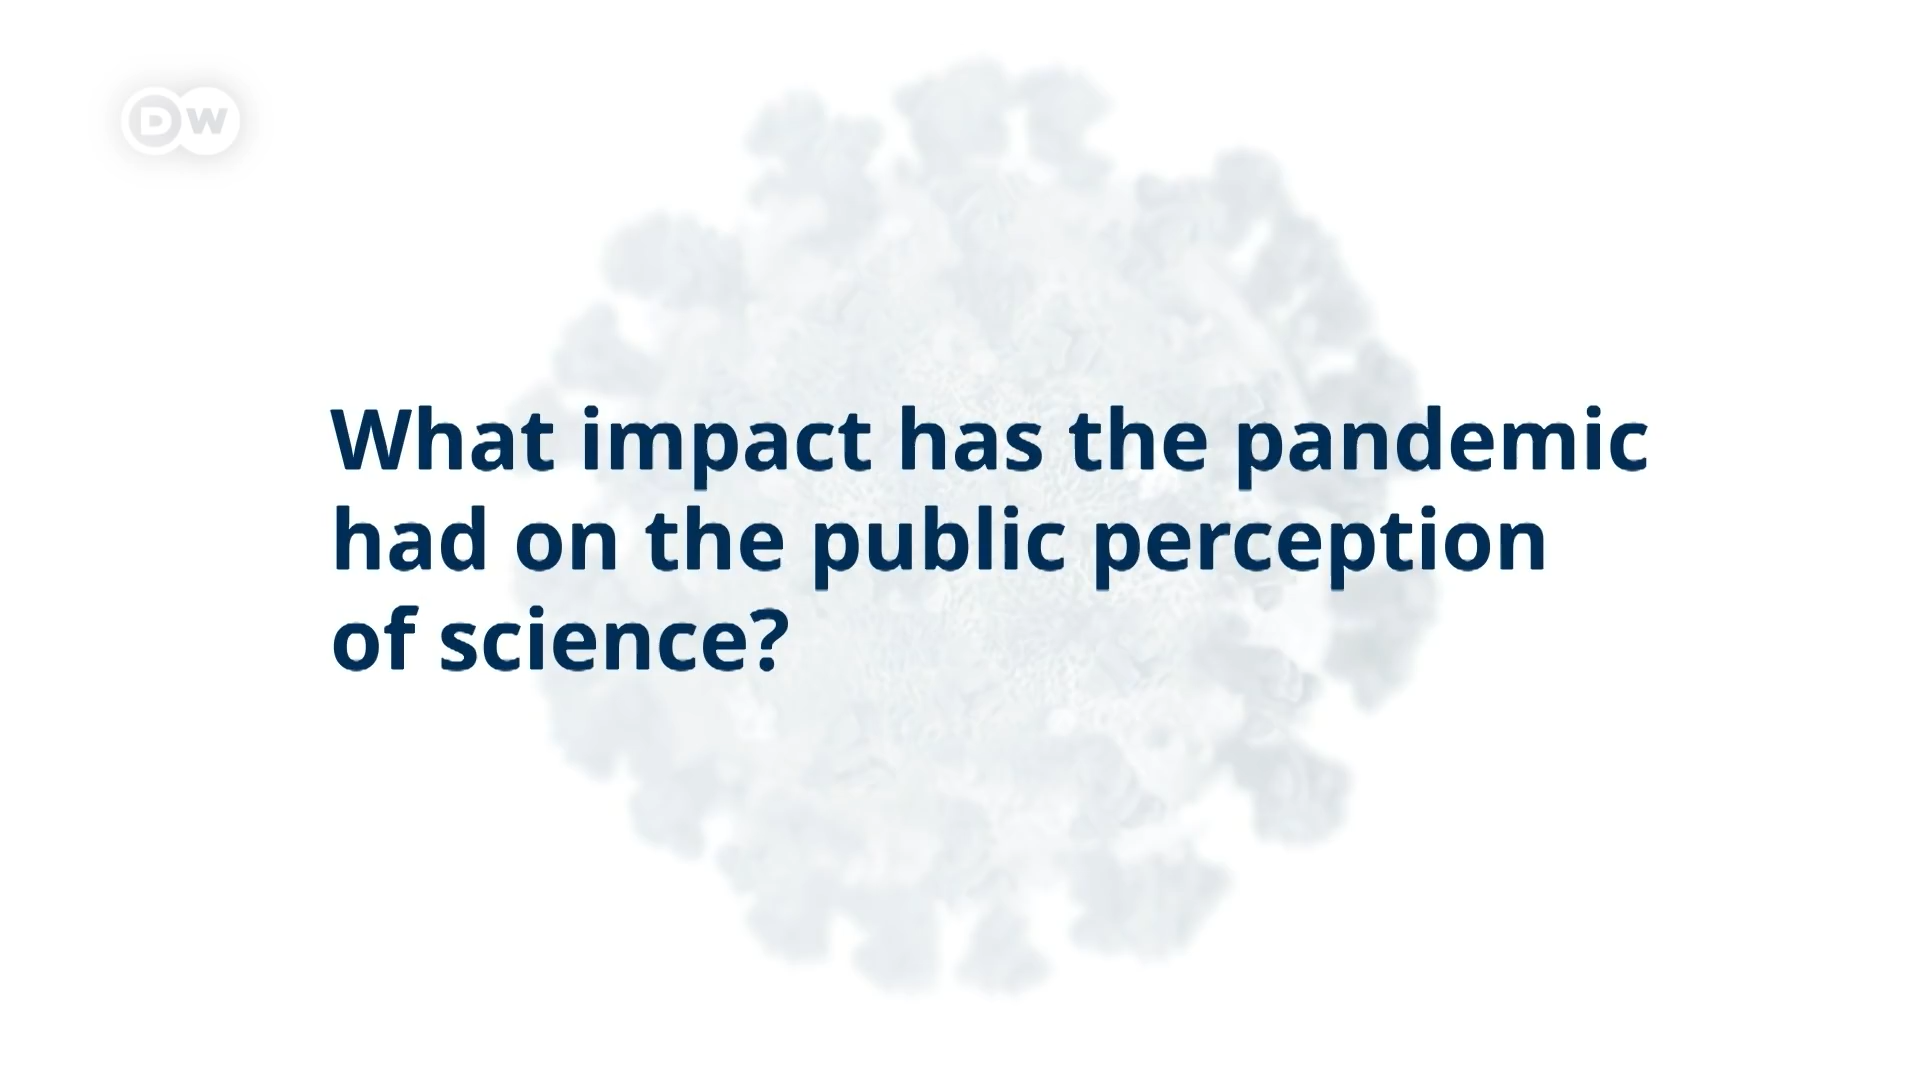 DW
What impact has the pandemic
had on the public perception
of science?